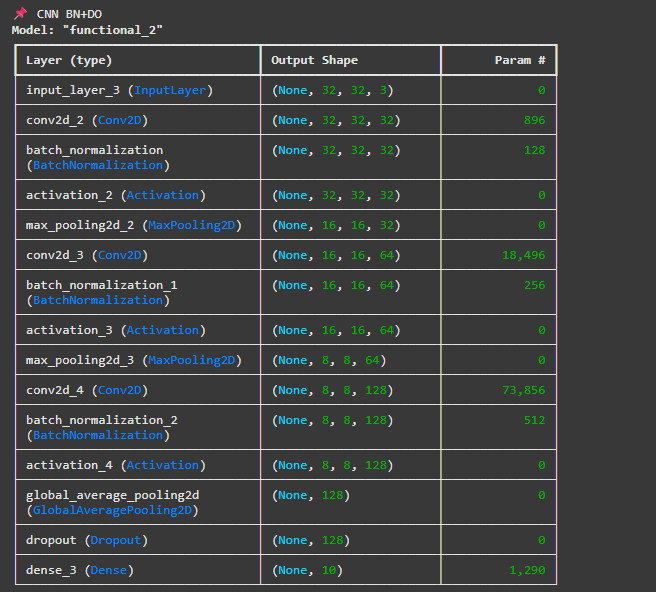 📌 CNN BN+DO
Model: "functional_2"
Layer (type) Output Shape Param #
input_layer_3 (InputLayer) (None, 32, 32, 3) 0
conv2d_2 (Conv2D) (None, 32, 32, 32) 896
batch_normalization (None, 32, 32, 32) 128
(BatchNormalization)
activation_2 (Activation) (None, 32, 32, 32) 0
max_pooling2d_2 (MaxPooling2D) (None, 16, 16, 32) 0
conv2d_3 (Conv2D) (None, 16, 16, 64) 18,496
batch_normalization_1 (None, 16, 16, 64) 256
(BatchNormalization)
activation_3 (Activation) (None, 16, 16, 64) 0
max_pooling2d_3 (MaxPooling2D) (None, 8, 8, 64) 0
conv2d_4 (Conv2D) (None, 8, 8, 128) 73,856
batch_normalization_2 (None, 8, 8, 128) 512
(BatchNormalization)
activation_4 (Activation) (None, 8, 8, 128) 0
global_average_pooling2d (None, 128) 0
(GlobalAveragePooling2D)
dropout (Dropout) (None, 128) 0
dense_3 (Dense) (None, 10) 1,290